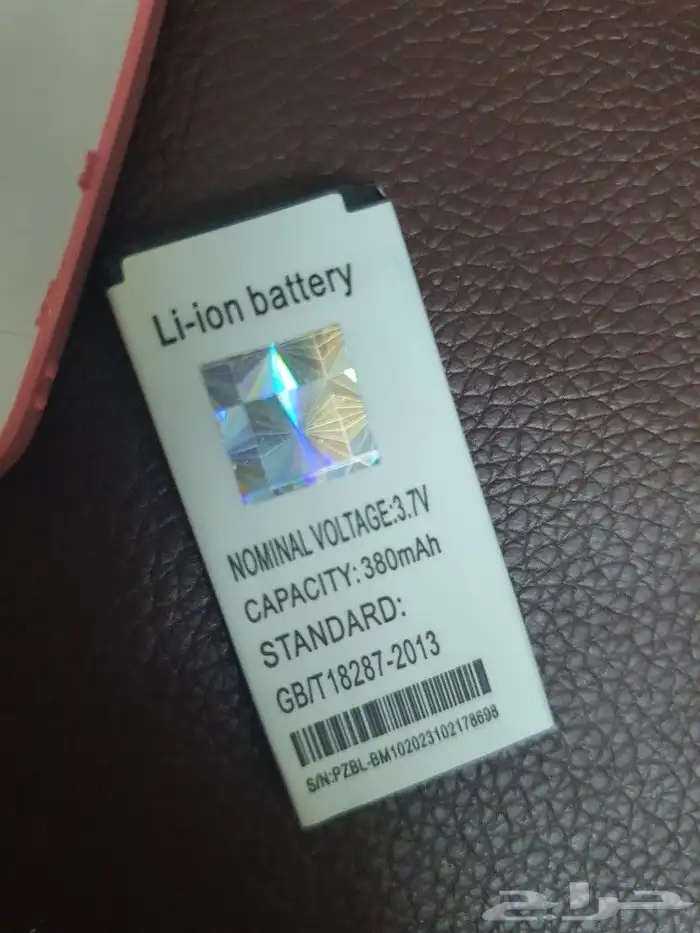 Li-ion battery
NOMINAL VOLTAGE:3.7V
CAPACITY:380mAh
STANDARD:
GB/T18287-2013
S/N:PZBL-BM102023102178698
حراج